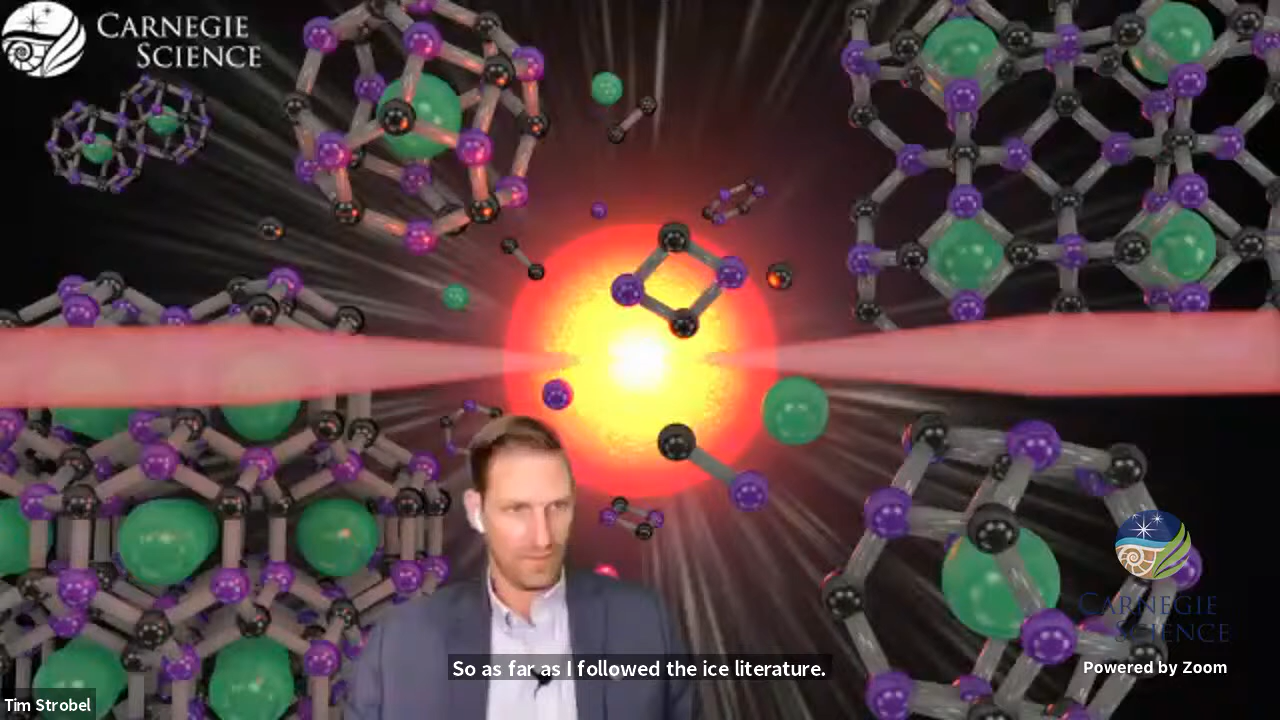 CARNEGIE
SCIENCE
CARNEGIE
SCIENCE
So as far as I followed the ice literature.
Powered by Zoom
Tim Strobel